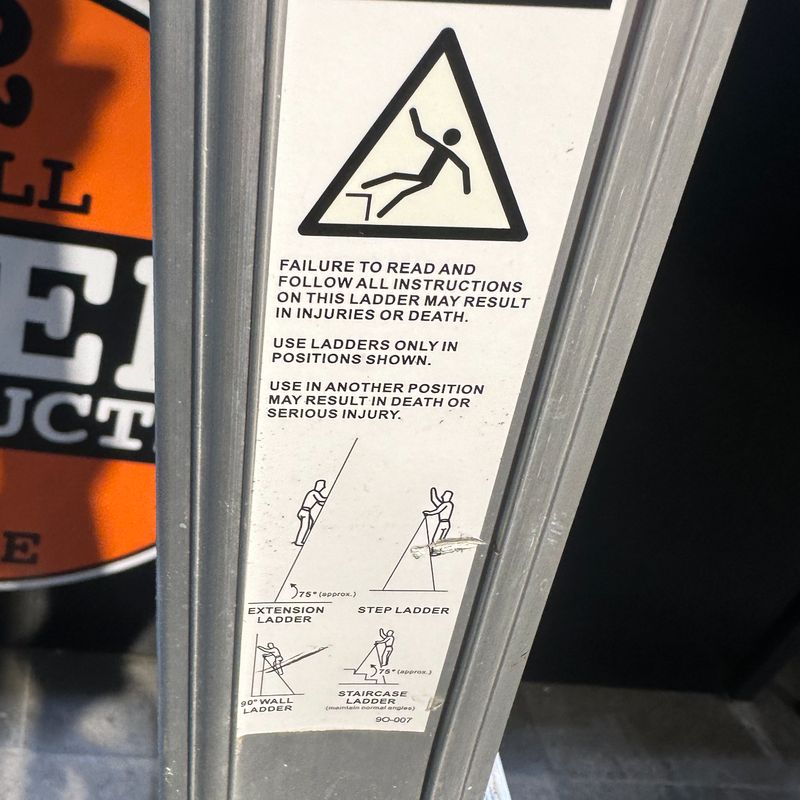 LL
UCT
E
FAILURE TO READ AND
FOLLOW ALL INSTRUCTIONS
ON THIS LADDER MAY RESULT
IN INJURIES OR DEATH.
USE LADDERS ONLY IN
POSITIONS SHOWN.
USE IN ANOTHER POSITION
MAY RESULT IN DEATH OR
SERIOUS INJURY.
75° (approx.)
EXTENSION
LADDER
STEP LADDER
90° WALL
LADDER
75° (approx.)
STAIRCASE
LADDER
(maintain normal angles)
9O-007